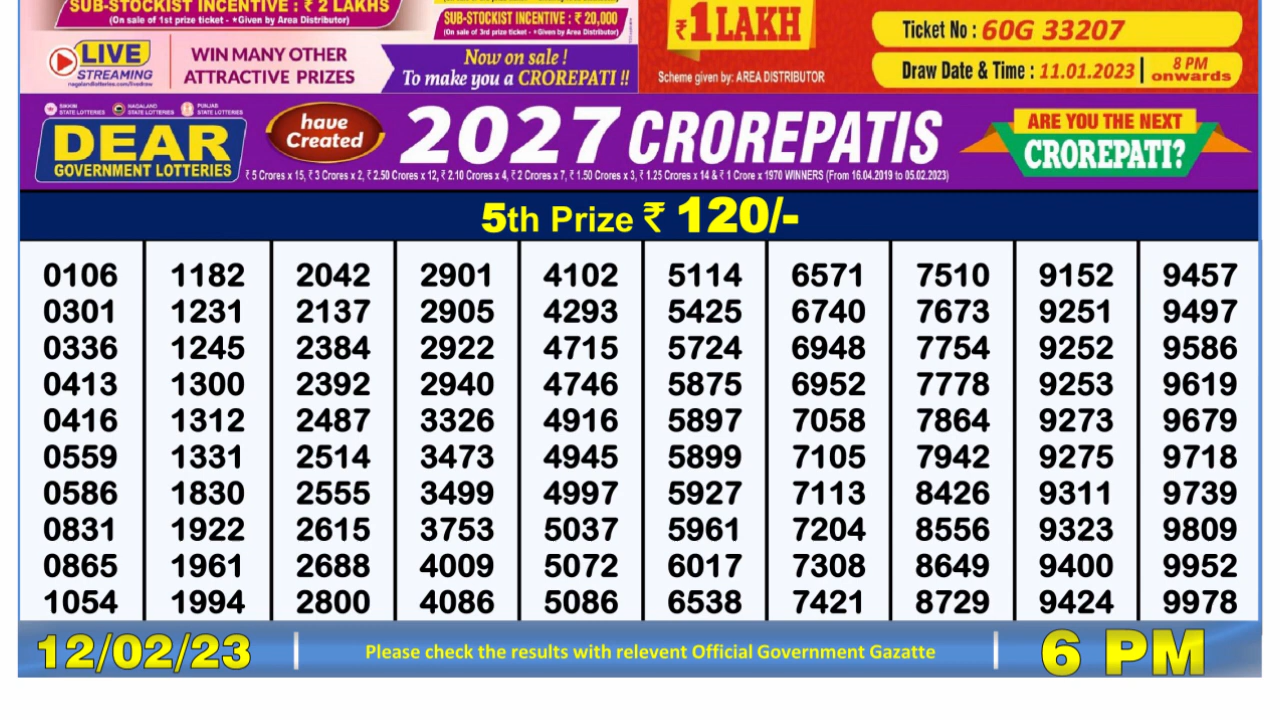 SUB-STOCKIST INCENTIVE : ₹ 2 LAKHS
(On sale of 1st prize ticket - *Given by Area Distributor)
SUB-STOCKIST INCENTIVE : ₹ 20,000
(On sale of 3rd prize ticket - *Given by Area Distributor)
₹1 LAKH
Scheme given by: AREA DISTRIBUTOR
Ticket No : 60G 33207
Draw Date & Time : 11.01.2023 | 8 PM onwards
LIVE
STREAMING
nagalandlotteries.com/livedraw
WIN MANY OTHER
ATTRACTIVE PRIZES
Now on sale !
To make you a CROREPATI !!
SIKKIM STATE LOTTERIES NAGALAND STATE LOTTERIES PUNJAB STATE LOTTERIES
DEAR
GOVERNMENT LOTTERIES
have
Created
2027 CROREPATIS
₹ 5 Crores x 15, ₹ 3 Crores x 2, ₹ 2.50 Crores x 12, ₹ 2.10 Crores x 4, ₹ 2 Crores x 7, ₹ 1.50 Crores x 3, ₹ 1.25 Crores x 14 & ₹ 1 Crore x 1970 WINNERS (From 16.04.2019 to 05.02.2023)
ARE YOU THE NEXT
CROREPATI?
5th Prize ₹ 120/-
0106 1182 2042 2901 4102 5114 6571 7510 9152 9457
0301 1231 2137 2905 4293 5425 6740 7673 9251 9497
0336 1245 2384 2922 4715 5724 6948 7754 9252 9586
0413 1300 2392 2940 4746 5875 6952 7778 9253 9619
0416 1312 2487 3326 4916 5897 7058 7864 9273 9679
0559 1331 2514 3473 4945 5899 7105 7942 9275 9718
0586 1830 2555 3499 4997 5927 7113 8426 9311 9739
0831 1922 2615 3753 5037 5961 7204 8556 9323 9809
0865 1961 2688 4009 5072 6017 7308 8649 9400 9952
1054 1994 2800 4086 5086 6538 7421 8729 9424 9978
12/02/23 | Please check the results with relevent Official Government Gazatte | 6 PM